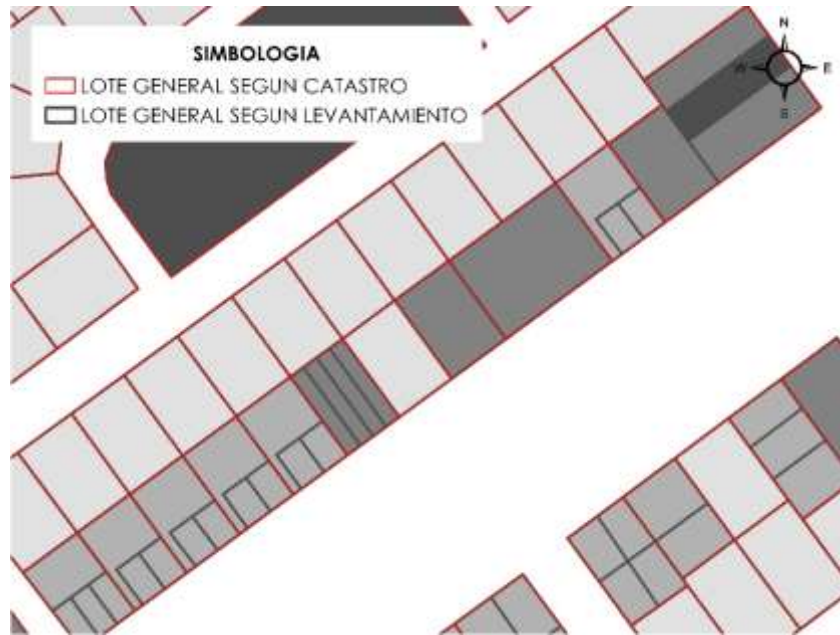 SIMBOLOGIA
LOTE GENERAL SEGUN CATASTRO
LOTE GENERAL SEGUN LEVANTAMIENTO
N
E
S